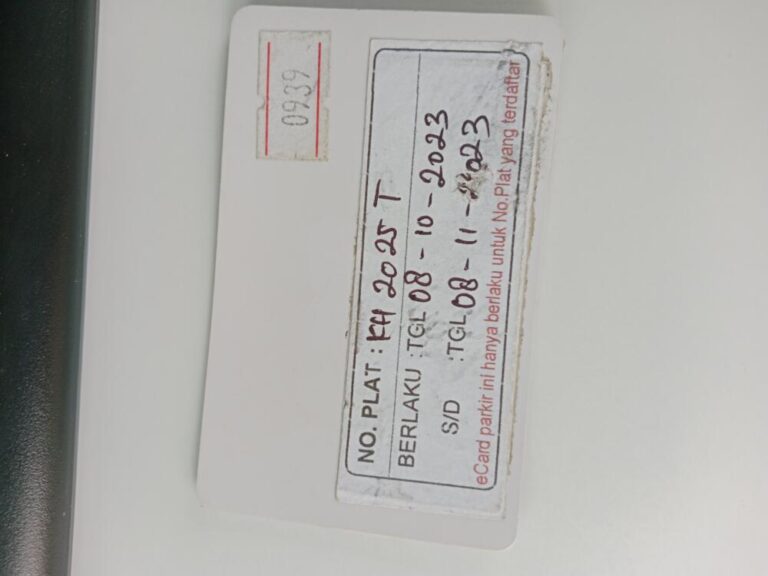 0939
NO. PLAT : KH 2025 T
BERLAKU :TGL 08 - 10 - 2023
S/D :TGL 08 - 11 - 2023
eCard parkir ini hanya berlaku untuk No.Plat yang terdaftar